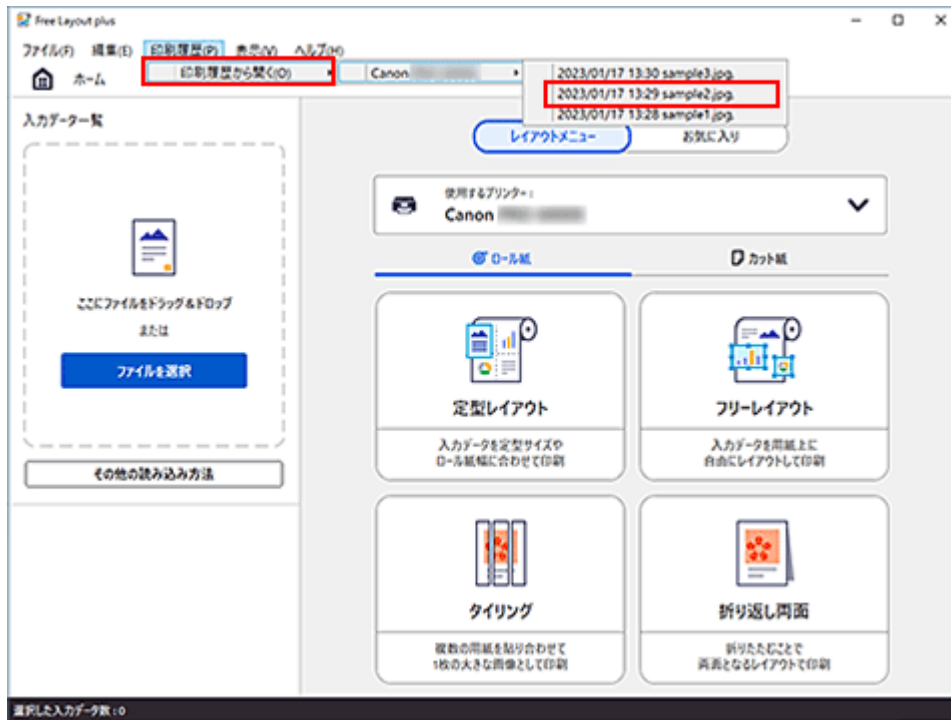 Free Layout plus
ファイル(F) 編集(E) 印刷履歴(P) 表示(V) ヘルプ(H)
印刷履歴から開く(O)
Canon
2023/01/17 13:30 sample3.jpg.
2023/01/17 13:29 sample2.jpg.
2023/01/17 13:28 sample1.jpg.
ホーム
入力データ一覧
ここにファイルをドラッグ&ドロップ
または
ファイルを選択
その他の読み込み方法
レイアウトメニュー
お気に入り
使用するプリンター:
Canon
ロール紙
カット紙
定型レイアウト
入力データを定型サイズや
ロール紙幅に合わせて印刷
フリーレイアウト
入力データを用紙上に
自由にレイアウトして印刷
タイリング
複数の用紙を貼り合わせて
1枚の大きな画像として印刷
折り返し両面
折りたたむことで
両面となるレイアウトで印刷
選択した入力データ数:0